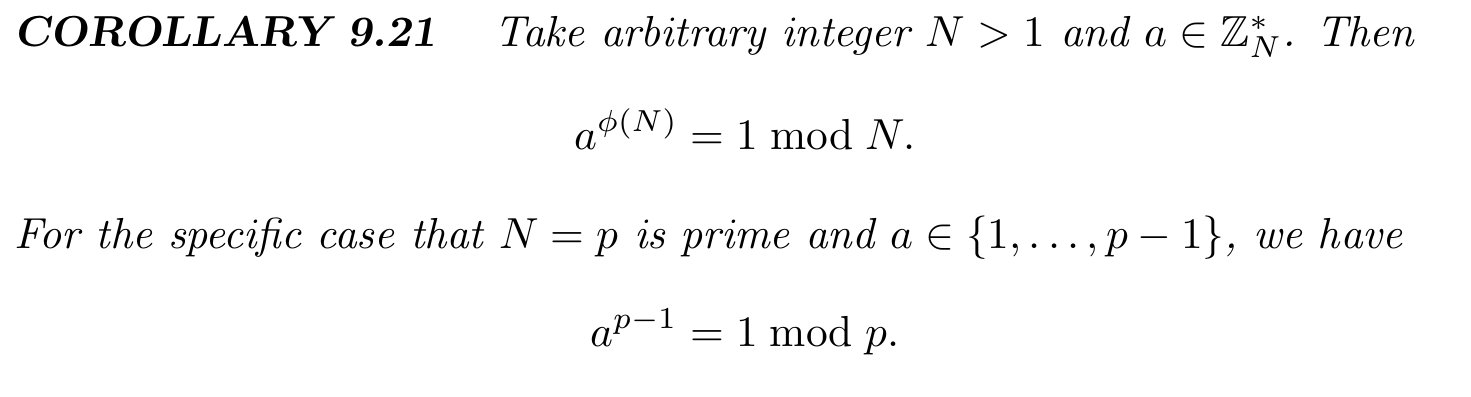 COROLLARY 9.21 Take arbitrary integer N > 1 and a ∈ ℤ*_N. Then
a^{ϕ(N)} = 1 mod N.
For the specific case that N = p is prime and a ∈ {1, . . . , p − 1}, we have
a^{p−1} = 1 mod p.